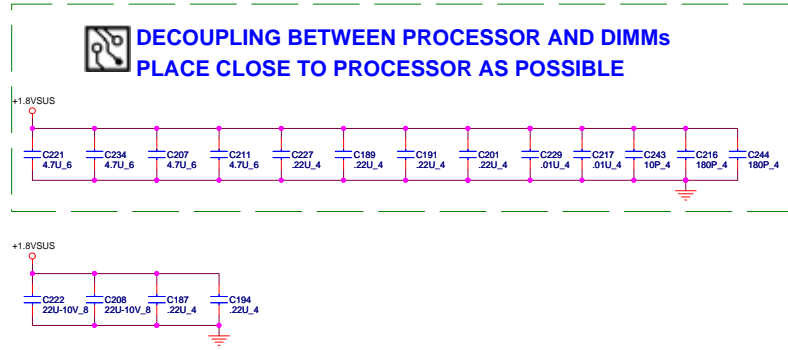 DECOUPLING BETWEEN PROCESSOR AND DIMMs
PLACE CLOSE TO PROCESSOR AS POSSIBLE
+1.8VSUS
C221 C234 C207 C211 C227 C189 C191 C201 C229 C217 C243 C216 C244
4.7U_6 4.7U_6 4.7U_6 4.7U_6 .22U_4 .22U_4 .22U_4 .22U_4 .01U_4 .01U_4 10P_4 180P_4 180P_4
+1.8VSUS
C222 C208 C187 C194
22U-10V_8 22U-10V_8 .22U_4 .22U_4